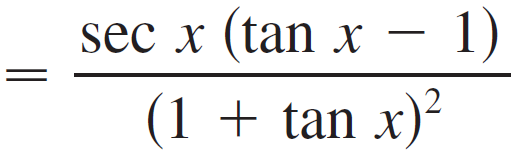 = sec x (tan x − 1) / (1 + tan x)²